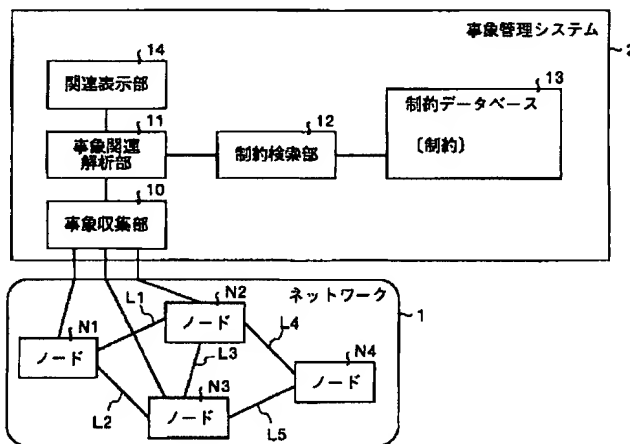 事象管理システム
2
14
関連表示部
13
制約データベース
〔制約〕
11
事象関連
解析部
12
制約検索部
10
事象収集部
ネットワーク
1
N1
ノード
L1
N2
ノード
L4
L3
N4
ノード
L2
N3
ノード
L5